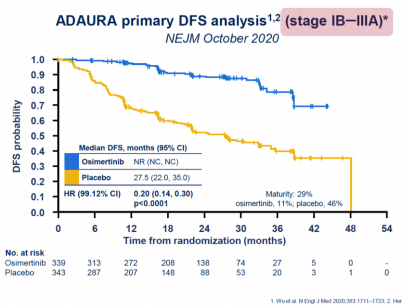 ADAURA primary DFS analysis1,2 (stage IB—IIIA)*
NEJM October 2020
DFS probability
1.0
0.9
0.8
0.7
0.6
0.5
0.4
0.3
0.2
0.1
0.0
Median DFS, months (95% CI)
Osimertinib NR (NC, NC)
Placebo 27.5 (22.0, 35.0)
HR (99.12% CI) 0.20 (0.14, 0.30)
p<0.0001
Maturity: 29%
osimertinib, 11%; placebo, 46%
0 6 12 18 24 30 36 42 48 54
Time from randomization (months)
No. at risk
Osimertinib 339 313 272 208 138 74 27 5 0 -
Placebo 343 287 207 148 88 53 20 3 1 0
1. Wu et al. N Engl J Med 2020;383:1711–1723; 2. Her